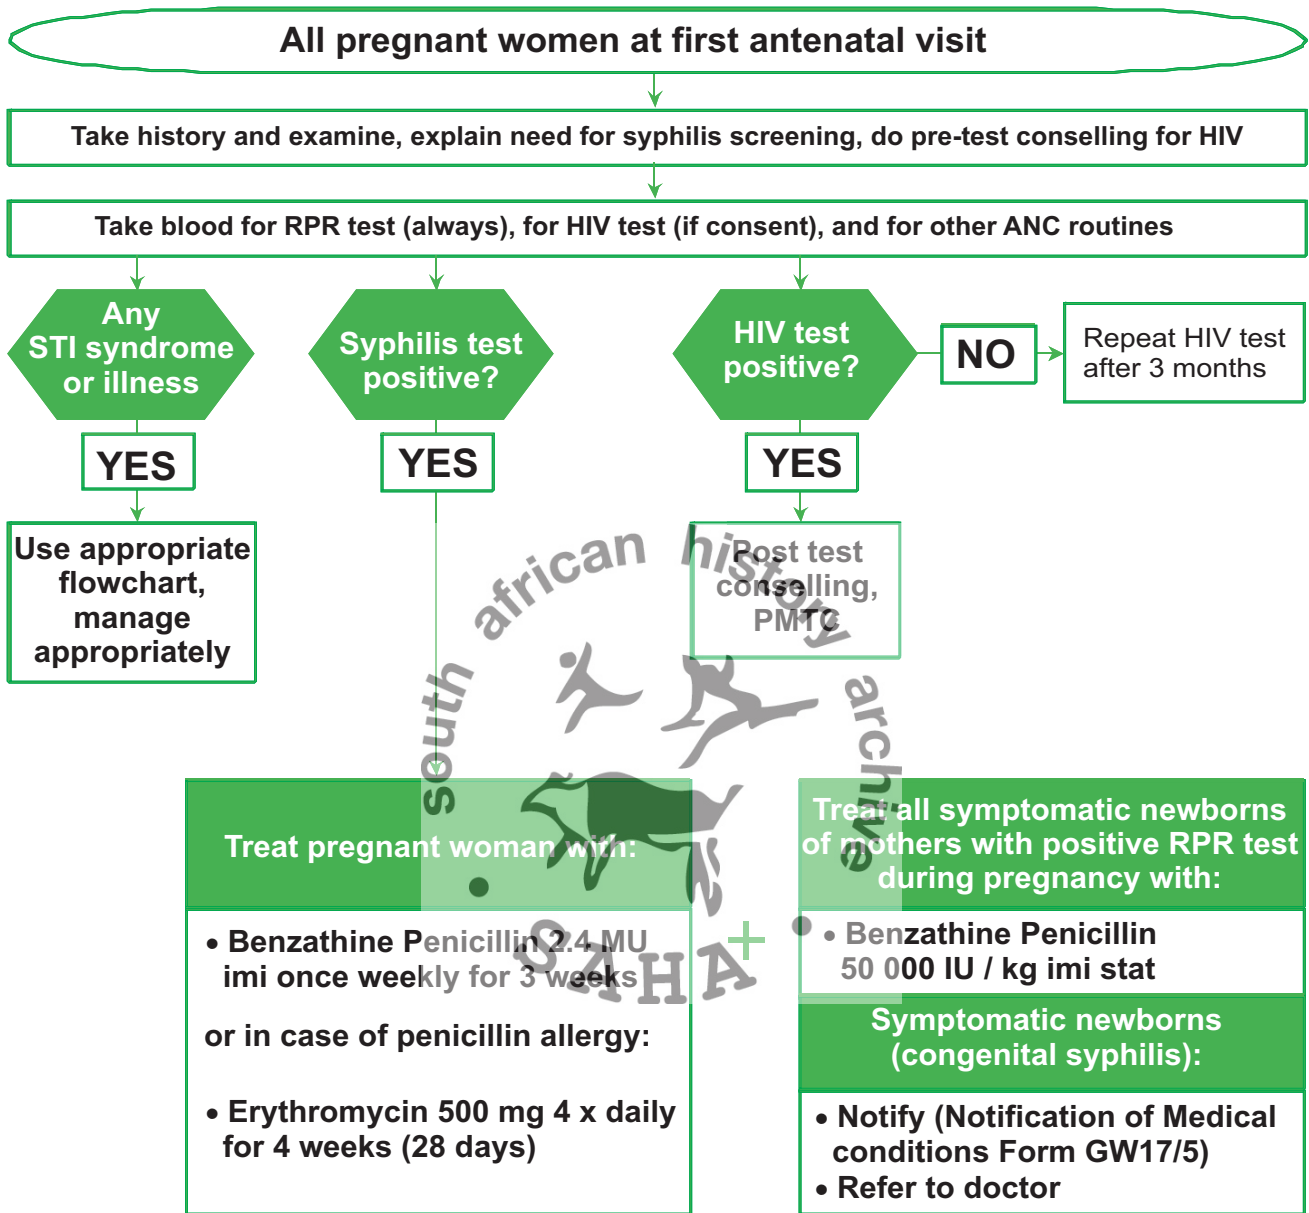 All pregnant women at first antenatal visit
Take history and examine, explain need for syphilis screening, do pre-test conselling for HIV
Take blood for RPR test (always), for HIV test (if consent), and for other ANC routines
Any
STI syndrome
or illness
YES
Use appropriate
flowchart,
manage
appropriately
Syphilis test
positive?
YES
HIV test
positive?
NO
Repeat HIV test
after 3 months
YES
Post test
conselling,
PMTC
south african history archive
SAHA
Treat pregnant woman with:
• Benzathine Penicillin 2.4 MU
imi once weekly for 3 weeks
or in case of penicillin allergy:
• Erythromycin 500 mg 4 x daily
for 4 weeks (28 days)
+
Treat all symptomatic newborns
of mothers with positive RPR test
during pregnancy with:
• Benzathine Penicillin
50 000 IU / kg imi stat
Symptomatic newborns
(congenital syphilis):
• Notify (Notification of Medical
conditions Form GW17/5)
• Refer to doctor